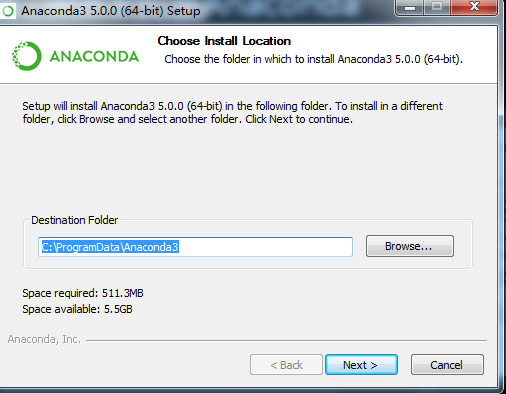 Anaconda3 5.0.0 (64-bit) Setup
ANACONDA
Choose Install Location
Choose the folder in which to install Anaconda3 5.0.0 (64-bit).
Setup will install Anaconda3 5.0.0 (64-bit) in the following folder. To install in a different
folder, click Browse and select another folder. Click Next to continue.
Destination Folder
C:\ProgramData\Anaconda3
Browse...
Space required: 511.3MB
Space available: 5.5GB
Anaconda, Inc.
< Back
Next >
Cancel